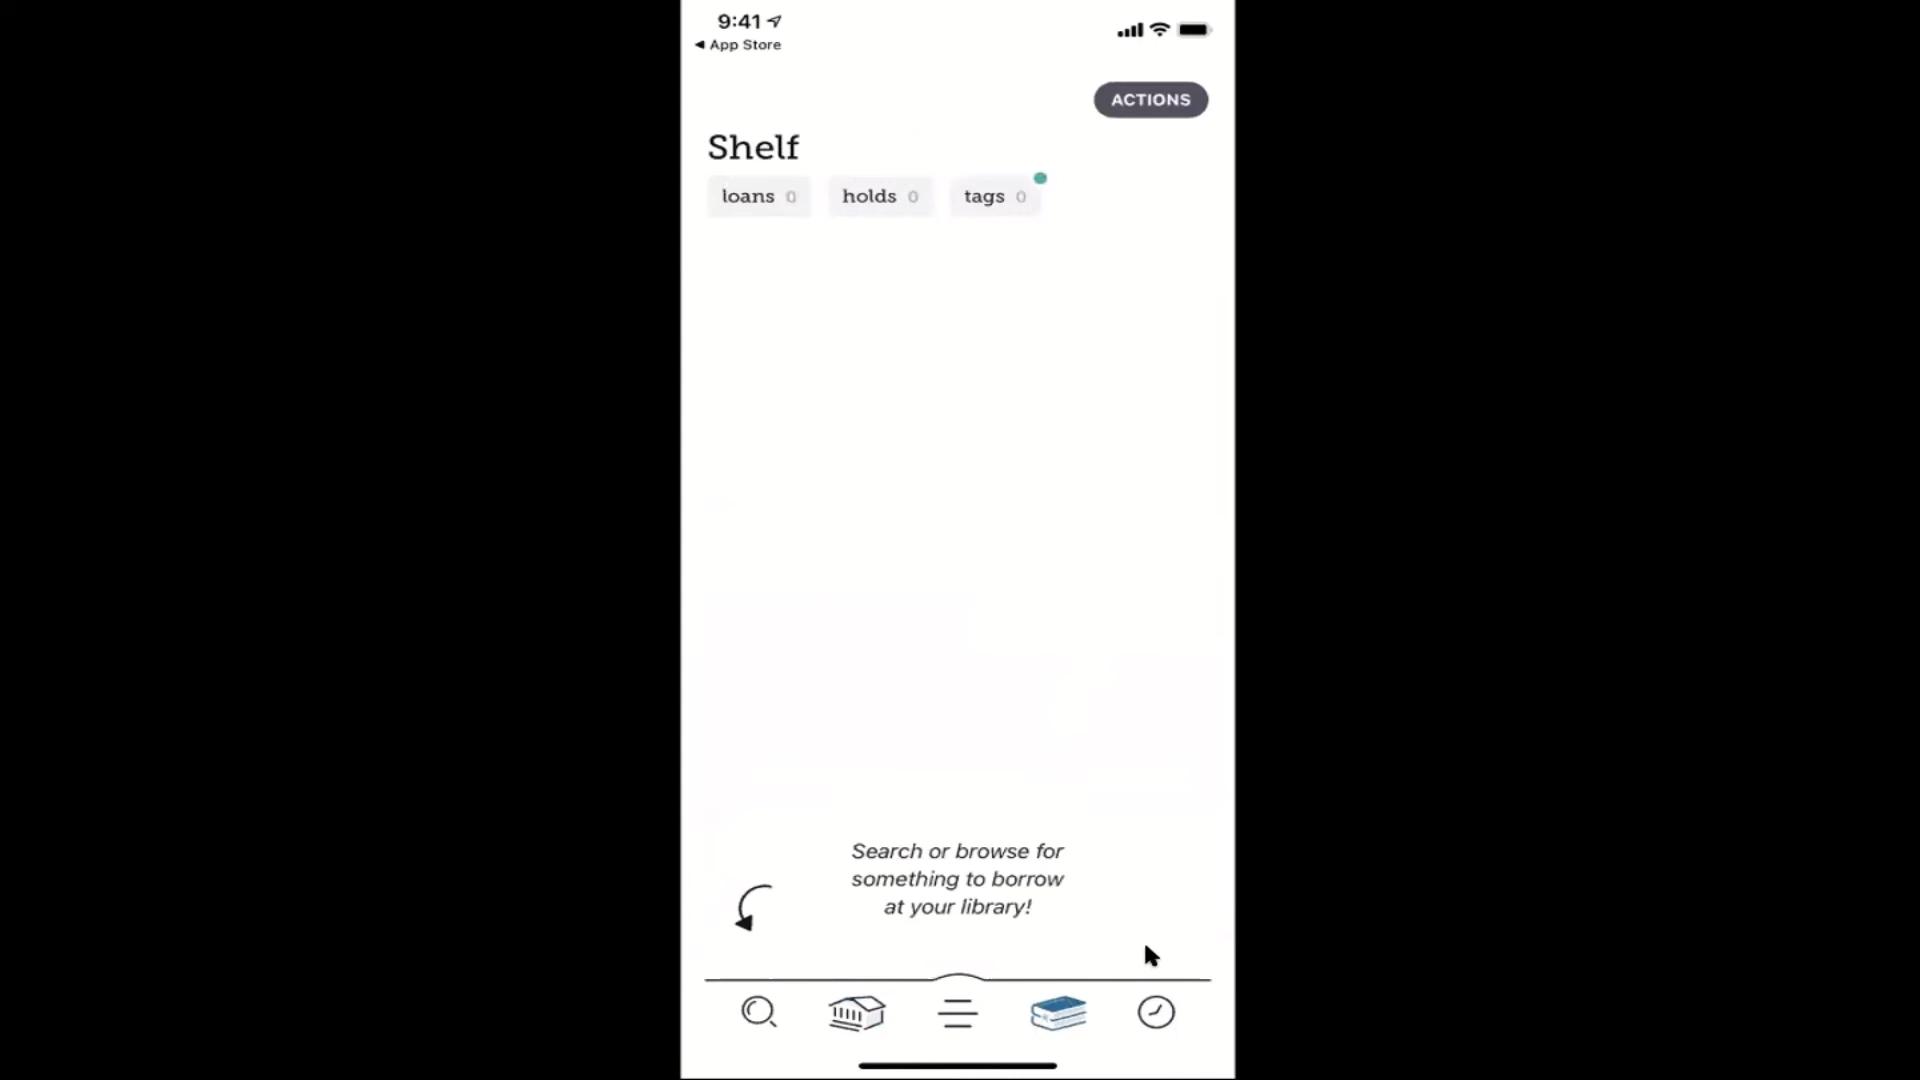 9:41
App Store
ACTIONS
Shelf
loans 0 holds 0 tags 0
Search or browse for
something to borrow
at your library!